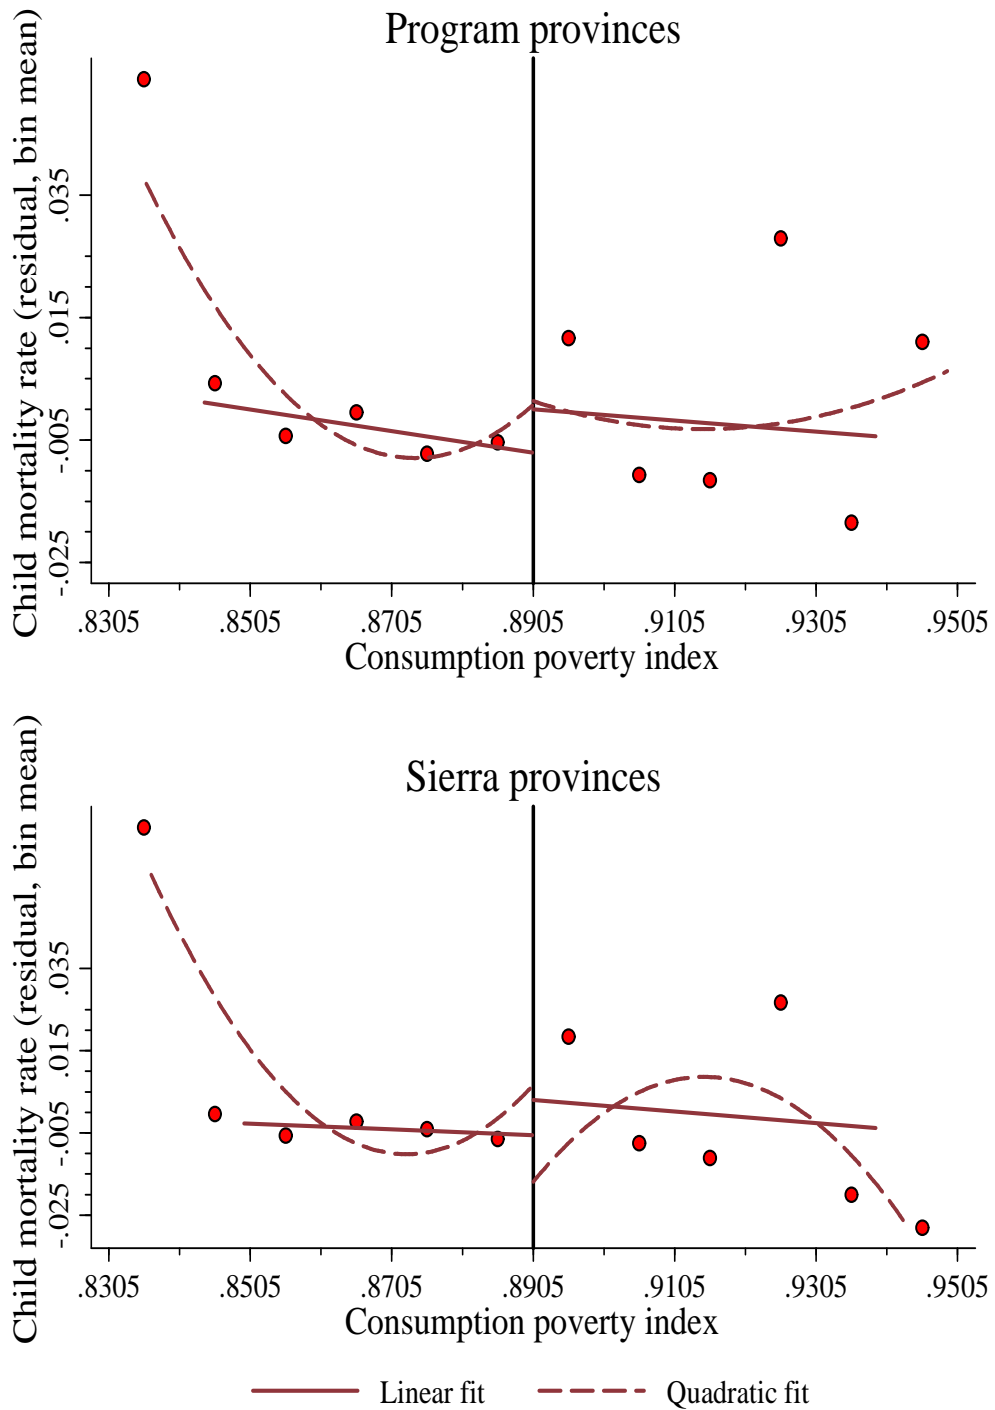 Program provinces
Child mortality rate (residual, bin mean)
.035
.015
-.005
-.025
.8305 .8505 .8705 .8905 .9105 .9305 .9505
Consumption poverty index
Sierra provinces
Child mortality rate (residual, bin mean)
.035
.015
-.005
-.025
.8305 .8505 .8705 .8905 .9105 .9305 .9505
Consumption poverty index
Linear fit Quadratic fit